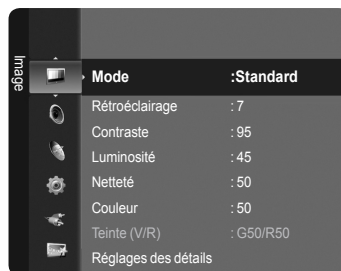 Image
Mode :Standard
Rétroéclairage : 7
Contraste : 95
Luminosité : 45
Netteté : 50
Couleur : 50
Teinte (V/R) : G50/R50
Réglages des détails